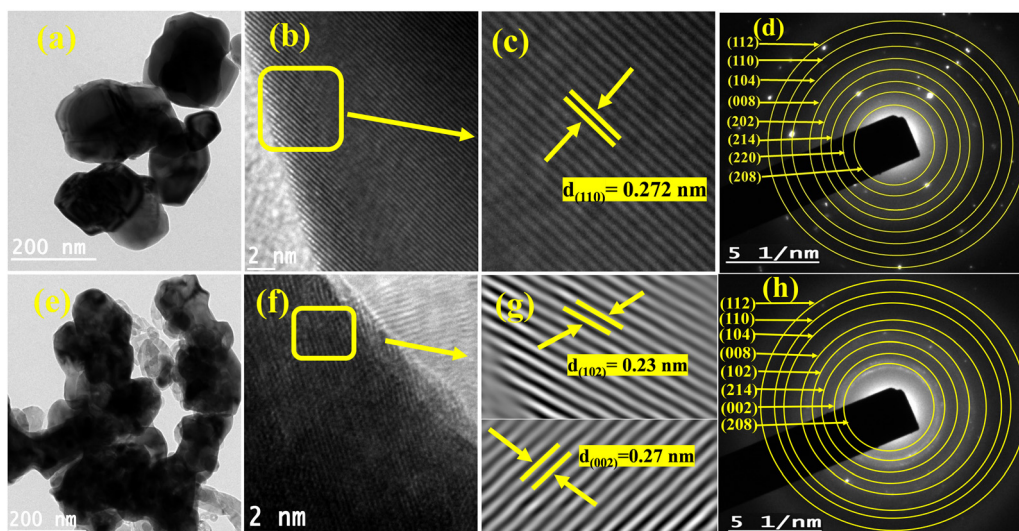 (a)
200 nm
(b)
2 nm
(c)
d(110)= 0.272 nm
(d)
(112)
(110)
(104)
(008)
(202)
(214)
(220)
(208)
5 1/nm
(e)
200 nm
(f)
2 nm
(g)
d(102)= 0.23 nm
d(002)=0.27 nm
(h)
(112)
(110)
(104)
(008)
(102)
(214)
(002)
(208)
5 1/nm